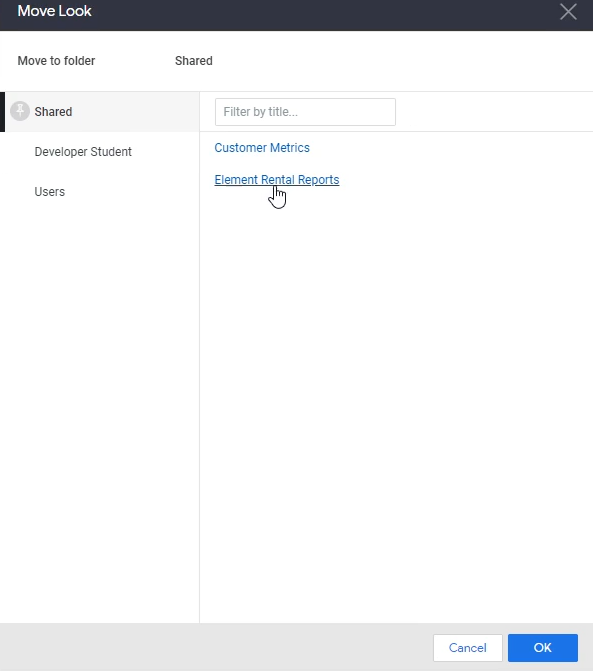 Move Look
Move to folder Shared
Shared
Developer Student
Users
Filter by title...
Customer Metrics
Element Rental Reports
Cancel OK